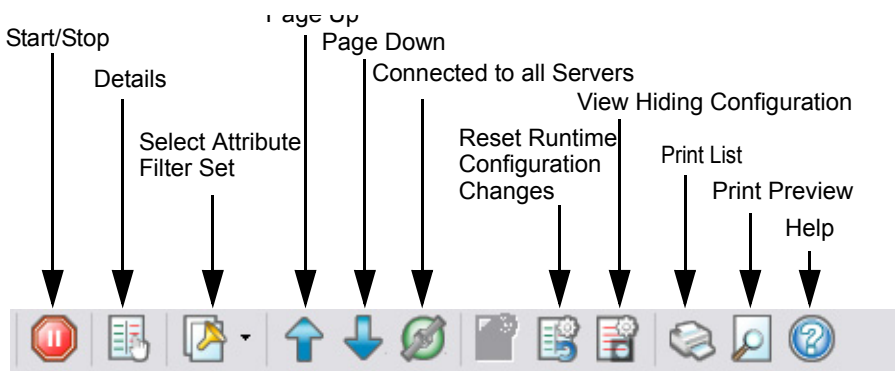 Page Up
Start/Stop
Page Down
Details
Connected to all Servers
View Hiding Configuration
Select Attribute
Filter Set
Reset Runtime
Configuration
Changes
Print List
Print Preview
Help